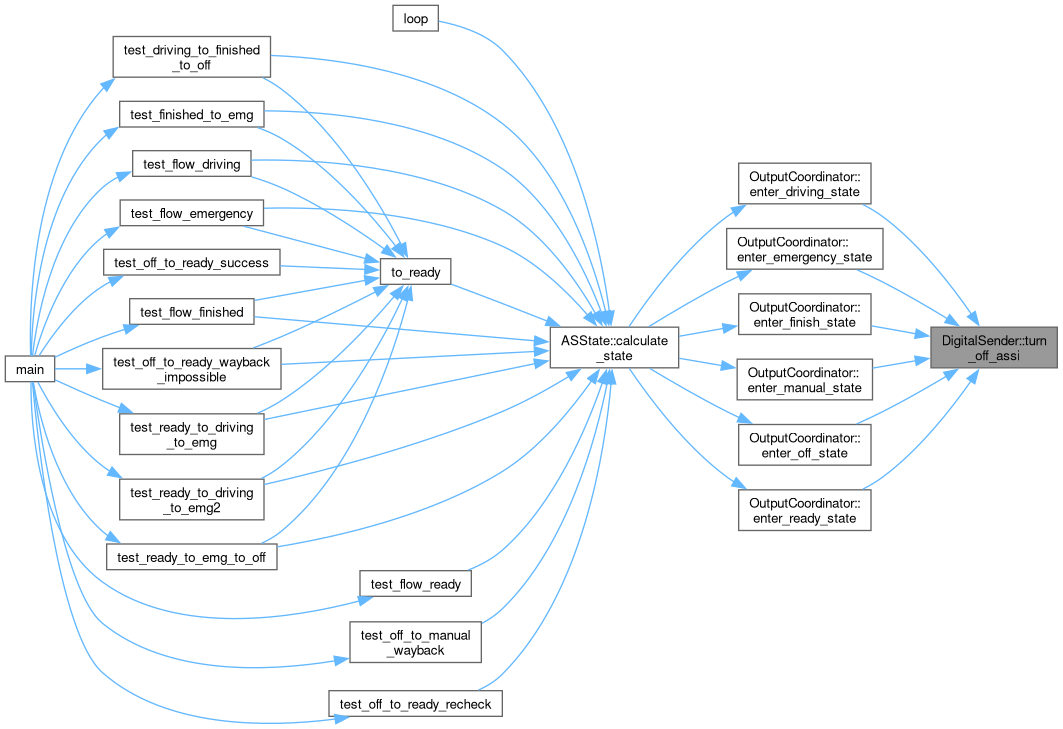 loop
test_driving_to_finished
_to_off
test_finished_to_emg
test_flow_driving
test_flow_emergency
test_off_to_ready_success
test_flow_finished
test_off_to_ready_wayback
_impossible
test_ready_to_driving
_to_emg
test_ready_to_driving
_to_emg2
test_ready_to_emg_to_off
main
to_ready
test_flow_ready
test_off_to_manual
_wayback
test_off_to_ready_recheck
ASState::calculate
_state
OutputCoordinator::
enter_driving_state
OutputCoordinator::
enter_emergency_state
OutputCoordinator::
enter_finish_state
OutputCoordinator::
enter_manual_state
OutputCoordinator::
enter_off_state
OutputCoordinator::
enter_ready_state
DigitalSender::turn
_off_assi